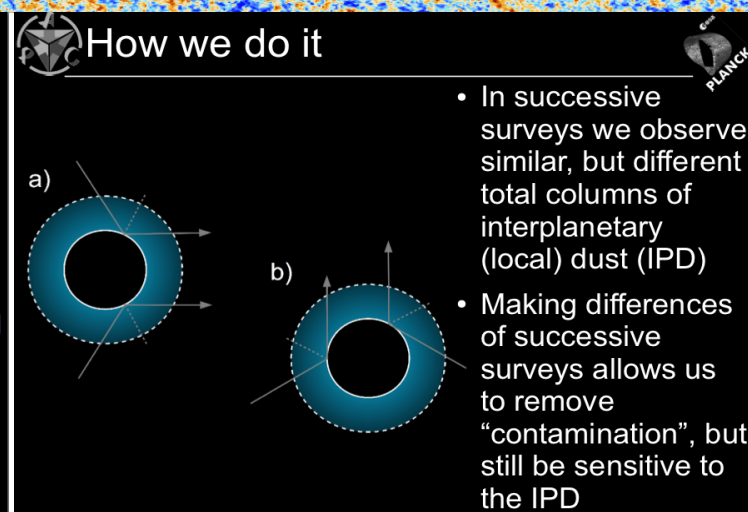 How we do it
esa
PLANCK
A
P C
• In successive
surveys we observe
similar, but different
total columns of
interplanetary
(local) dust (IPD)
• Making differences
of successive
surveys allows us
to remove
“contamination”, but
still be sensitive to
the IPD
a)
b)